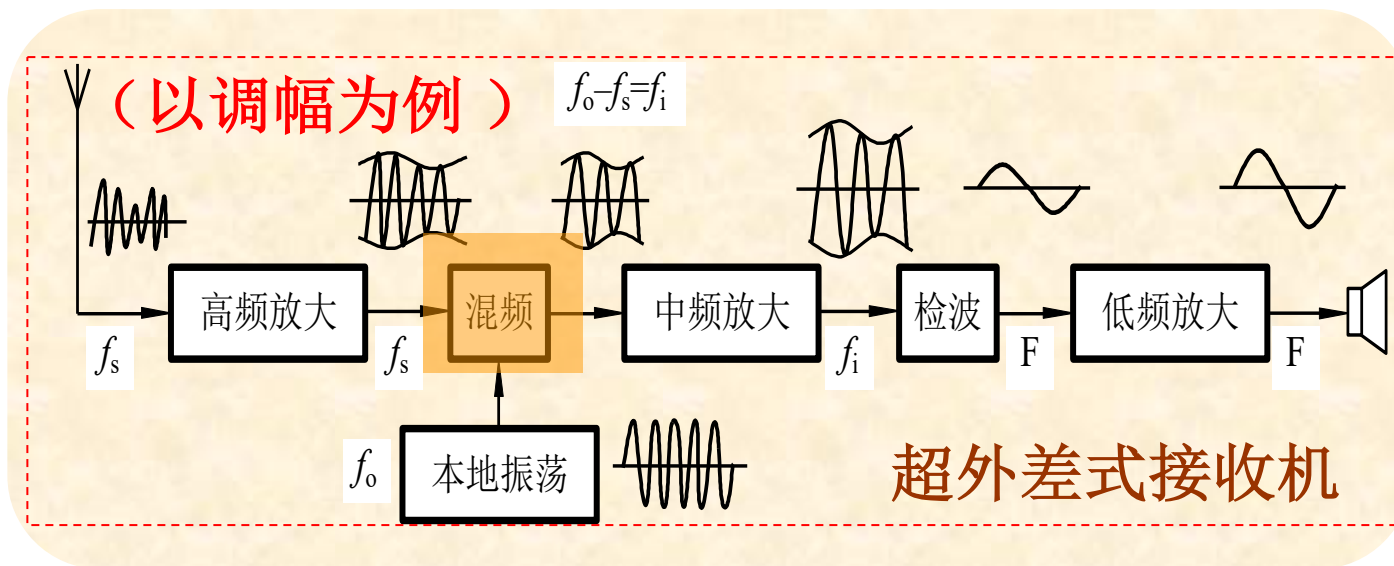 （以调幅为例 ）
fo–fs=fi
高频放大
混频
中频放大
检波
低频放大
fs
fs
fi
F
F
fo
本地振荡
超外差式接收机